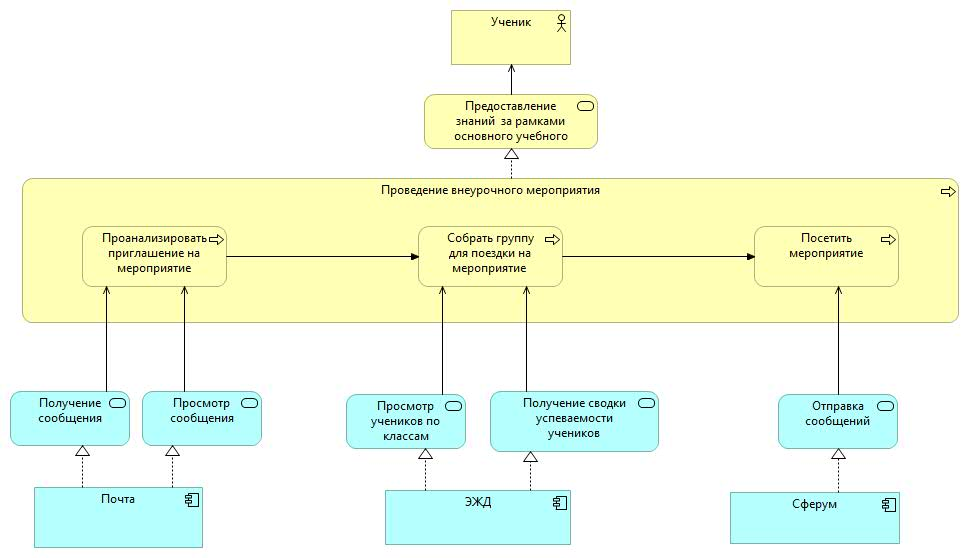 Ученик
Предоставление
знаний за рамками
основного учебного
Проведение внеурочного мероприятия
Проанализировать
приглашение на
мероприятие
Собрать группу
для поездки на
мероприятие
Посетить
мероприятие
Получение
сообщения
Просмотр
сообщения
Просмотр
учеников по
классам
Получение сводки
успеваемости
учеников
Отправка
сообщений
Почта
ЭЖД
Сферум